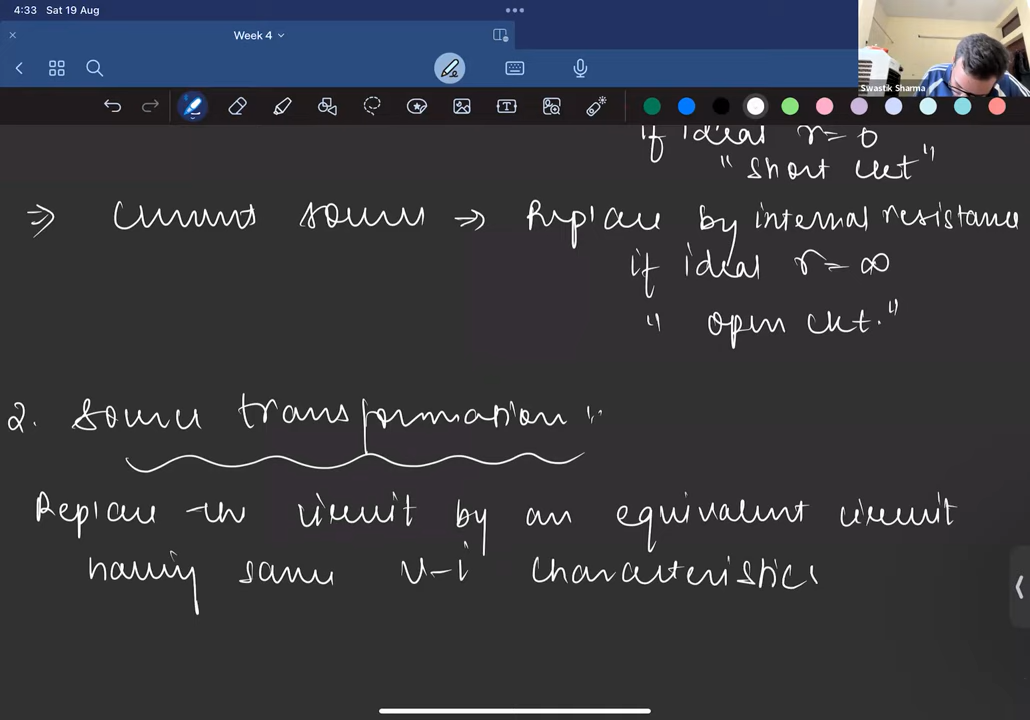 4:33 Sat 19 Aug
Week 4
Swastik Sharma
if ideal r = 0
"short ckt"
⇒ Current source → Replace by internal resistance
if ideal r = ∞
" open ckt."
2. Source transformation :-
Replace the circuit by an equivalent circuit
having same v-i characteristics